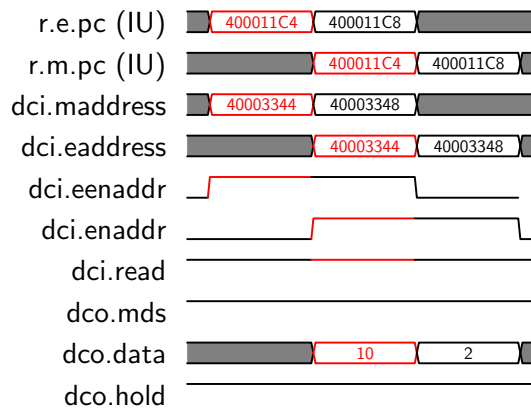 r.e.pc (IU) 400011C4 400011C8
r.m.pc (IU) 400011C4 400011C8
dci.maddress 40003344 40003348
dci.eaddress 40003344 40003348
dci.eenaddr
dci.enaddr
dci.read
dco.mds
dco.data 10 2
dco.hold